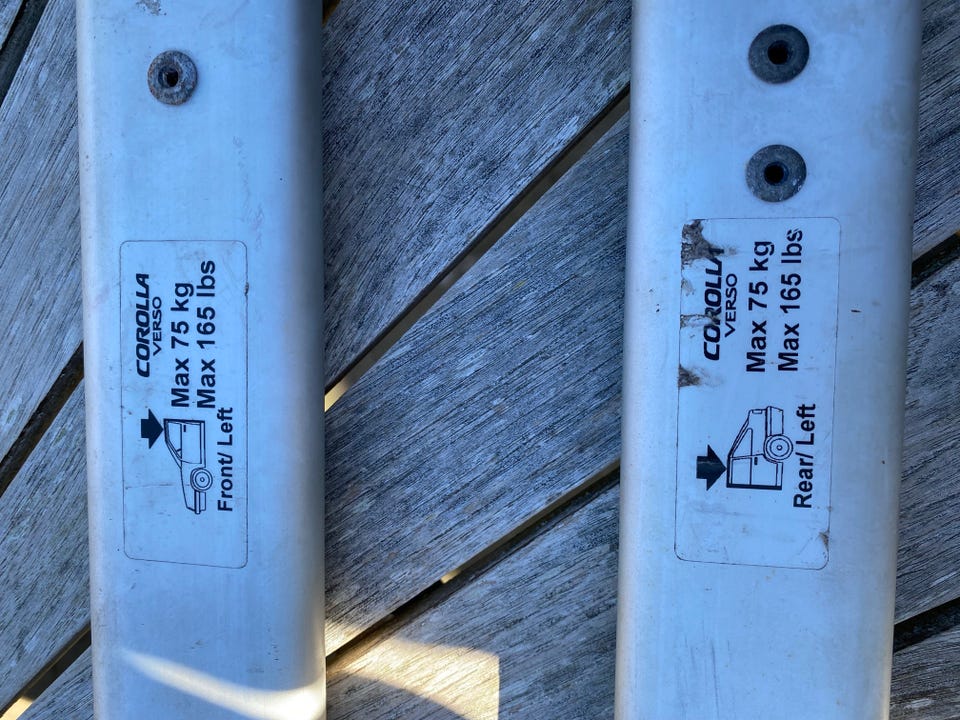 COROLLA
VERSO
Max 75 kg
Max 165 lbs
Front/ Left
COROLLA
VERSO
Max 75 kg
Max 165 lbs
Rear/ Left